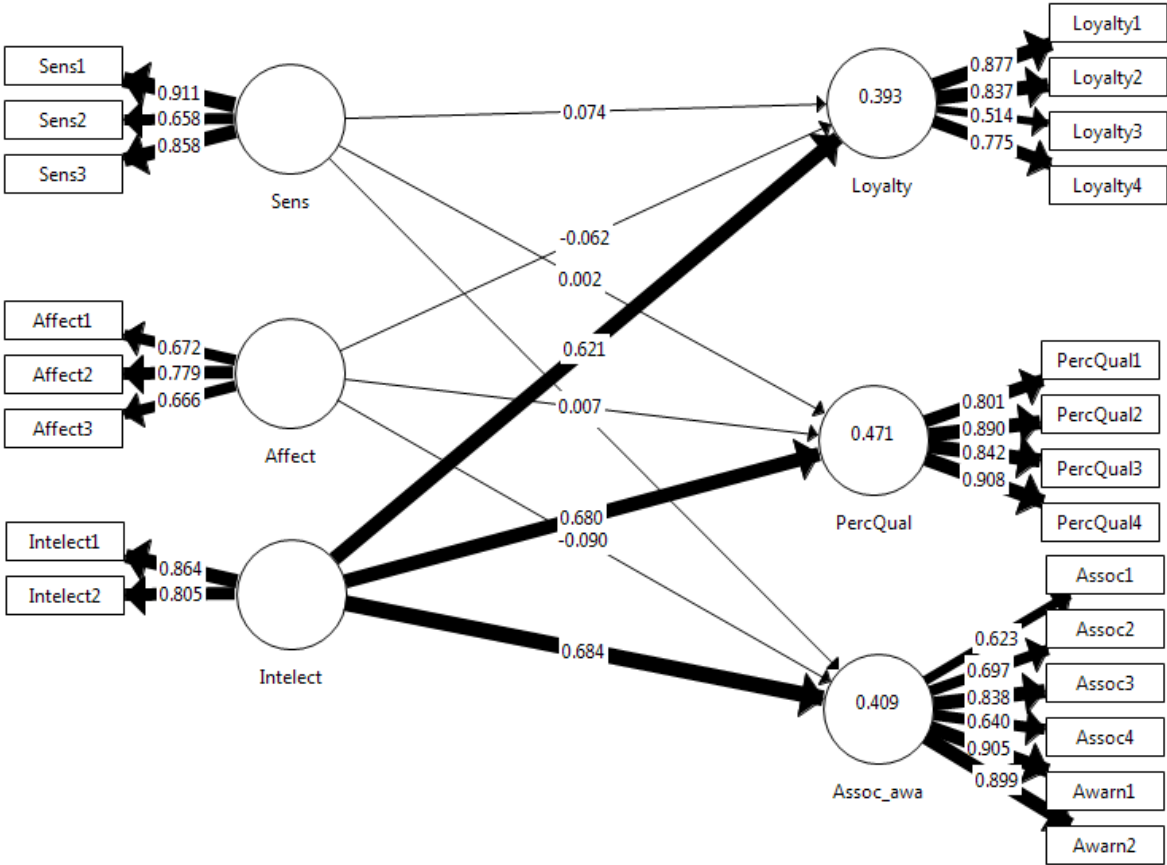 Sens1
Sens2
Sens3
0.911
0.658
0.858
Sens
Affect1
Affect2
Affect3
0.672
0.779
0.666
Affect
Intelect1
Intelect2
0.864
0.805
Intelect
0.074
-0.062
0.002
0.621
0.007
0.680
-0.090
0.684
0.393
Loyalty
0.877
0.837
0.514
0.775
Loyalty1
Loyalty2
Loyalty3
Loyalty4
0.471
PercQual
0.801
0.890
0.842
0.908
PercQual1
PercQual2
PercQual3
PercQual4
0.409
Assoc_awa
0.623
0.697
0.838
0.640
0.905
0.899
Assoc1
Assoc2
Assoc3
Assoc4
Awarn1
Awarn2